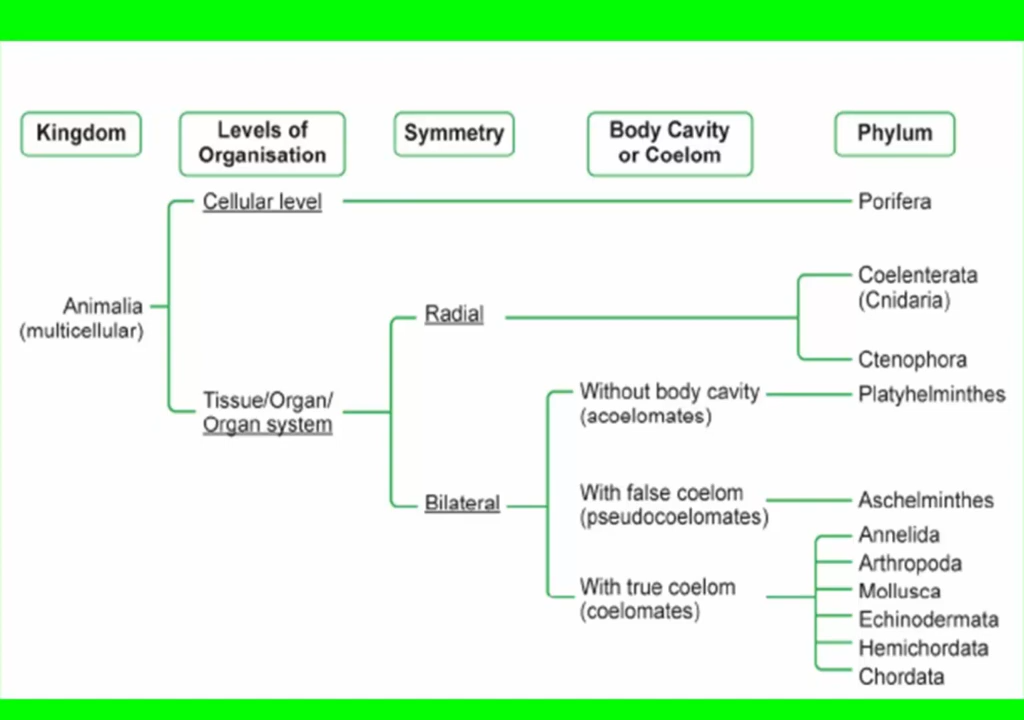 Kingdom
Levels of
Organisation
Symmetry
Body Cavity
or Coelom
Phylum
Cellular level
Porifera
Animalia
(multicellular)
Coelenterata
(Cnidaria)
Radial
Ctenophora
Tissue/Organ/
Organ system
Without body cavity
(acoelomates)
Platyhelminthes
Bilateral
With false coelom
(pseudocoelomates)
Aschelminthes
With true coelom
(coelomates)
Annelida
Arthropoda
Mollusca
Echinodermata
Hemichordata
Chordata